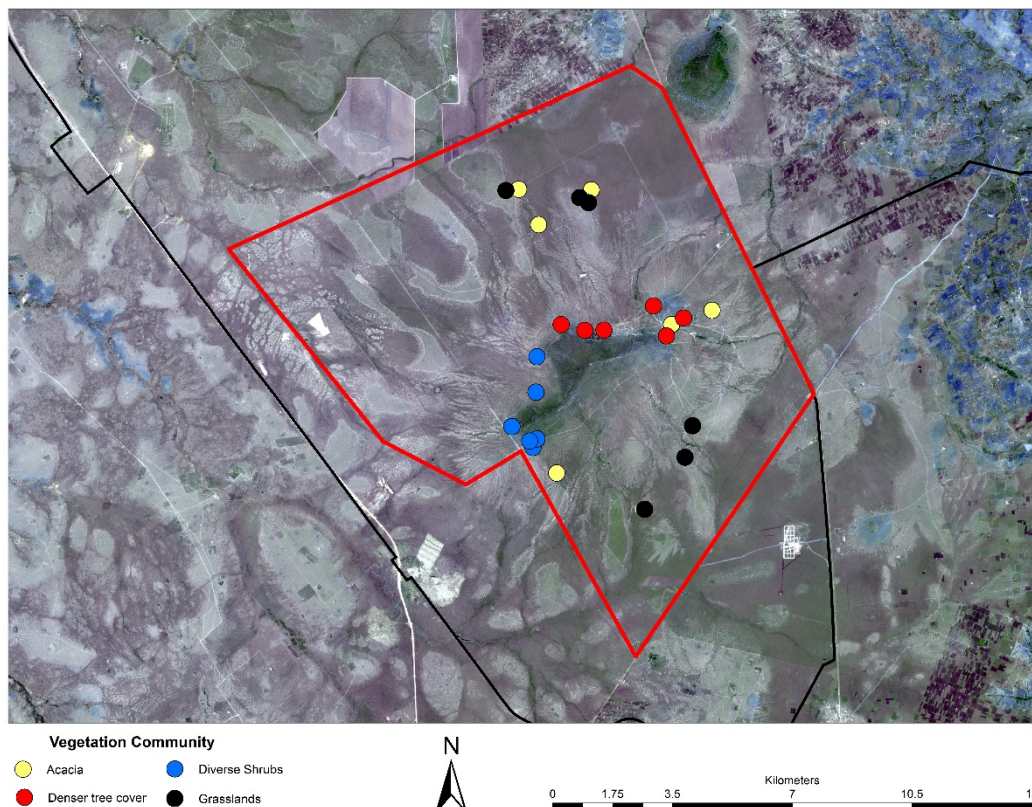 Vegetation Community
N
Acacia
Diverse Shrubs
Denser tree cover
Grasslands
Kilometers
0 1.75 3.5 7 10.5